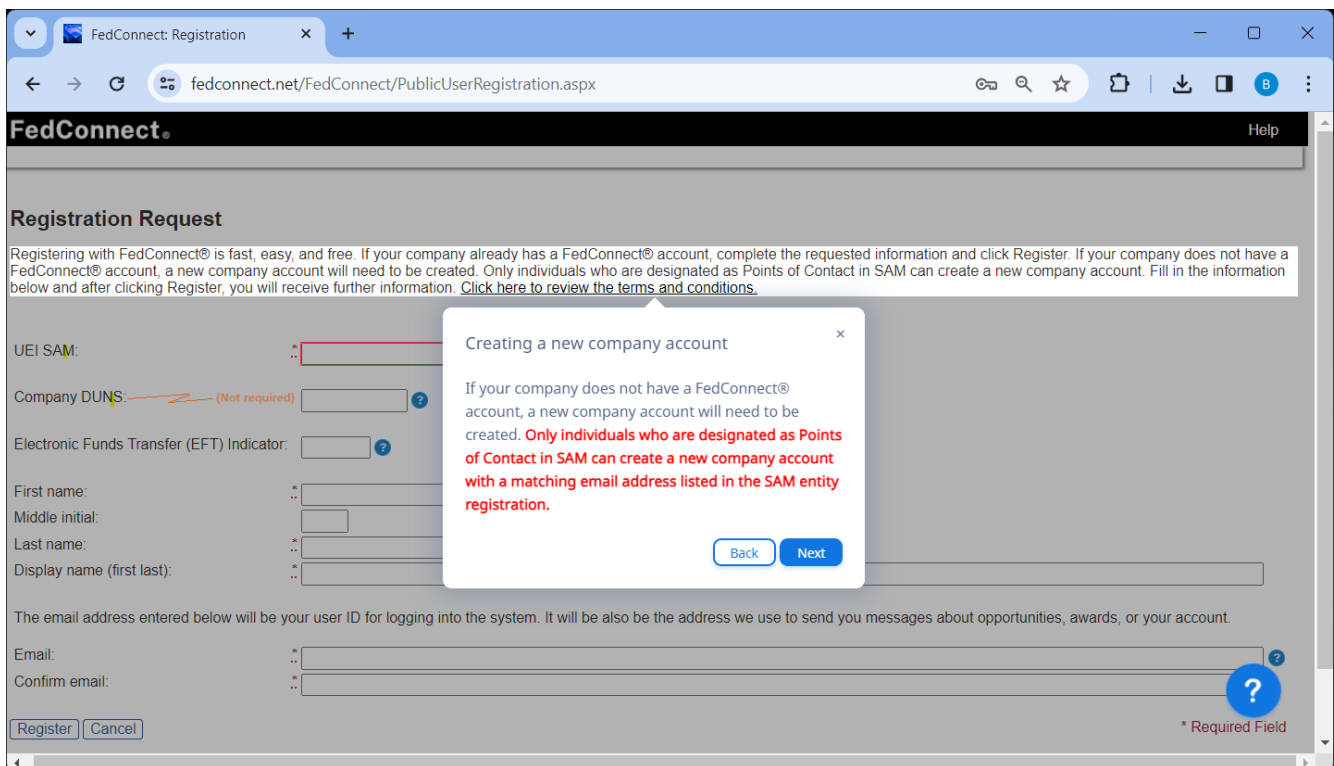 FedConnect: Registration
fedconnect.net/FedConnect/PublicUserRegistration.aspx
B
FedConnect®
Help
Registration Request
Registering with FedConnect® is fast, easy, and free. If your company already has a FedConnect® account, complete the requested information and click Register. If your company does not have a
FedConnect® account, a new company account will need to be created. Only individuals who are designated as Points of Contact in SAM can create a new company account. Fill in the information
below and after clicking Register, you will receive further information. Click here to review the terms and conditions.
Creating a new company account
×
If your company does not have a FedConnect®
account, a new company account will need to be
created. Only individuals who are designated as Points
of Contact in SAM can create a new company account
with a matching email address listed in the SAM entity
registration.
Back Next
UEI SAM: *
Company DUNS: (Not required) ?
Electronic Funds Transfer (EFT) Indicator: ?
First name: *
Middle initial:
Last name: *
Display name (first last): *
The email address entered below will be your user ID for logging into the system. It will be also be the address we use to send you messages about opportunities, awards, or your account.
Email: * ?
Confirm email: *
?
Register Cancel
* Required Field